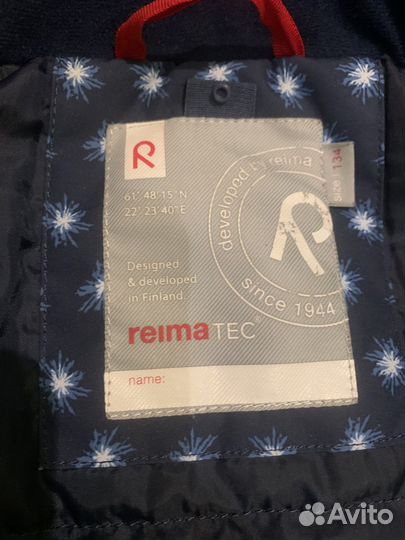 R
61° 48'15"N
22° 23'40"E
developed by reima
since 1944
size: 134
Designed
& developed
in Finland.
reimaTEC®
name:
Avito